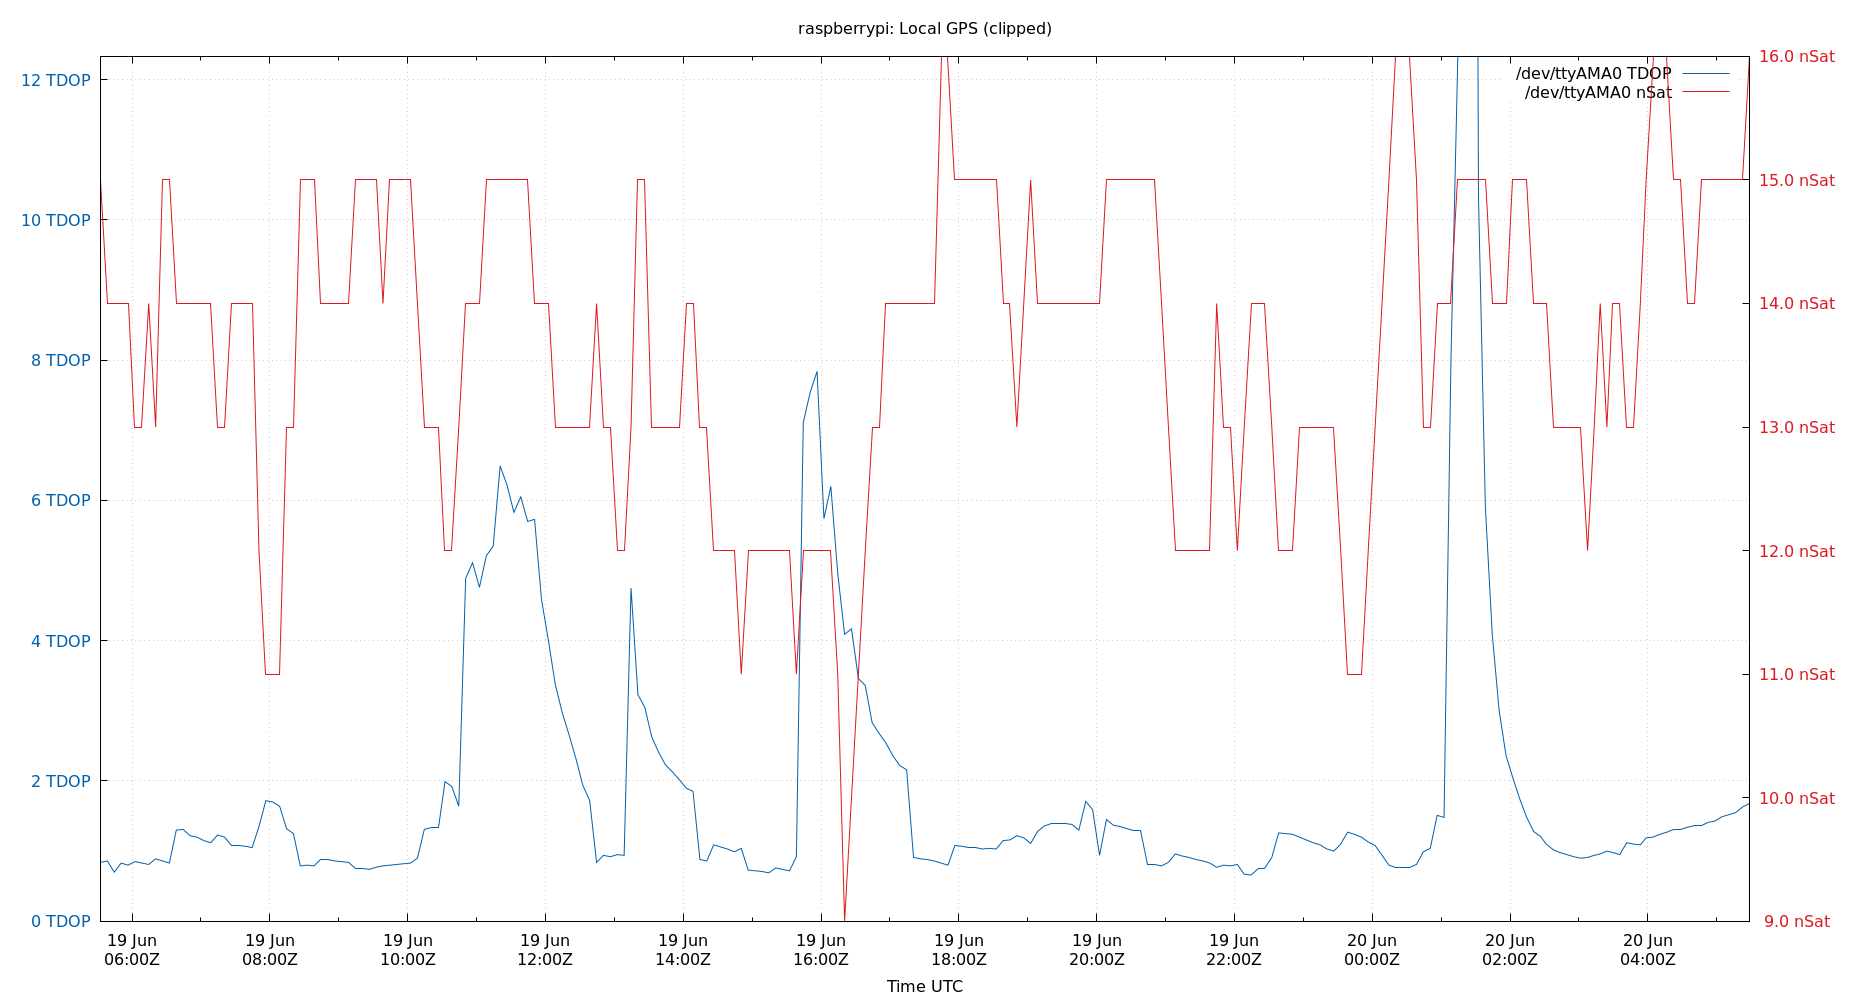 raspberrypi: Local GPS (clipped)
/dev/ttyAMA0 TDOP
/dev/ttyAMA0 nSat
12 TDOP
10 TDOP
8 TDOP
6 TDOP
4 TDOP
2 TDOP
0 TDOP
16.0 nSat
15.0 nSat
14.0 nSat
13.0 nSat
12.0 nSat
11.0 nSat
10.0 nSat
9.0 nSat
19 Jun
06:00Z
19 Jun
08:00Z
19 Jun
10:00Z
19 Jun
12:00Z
19 Jun
14:00Z
19 Jun
16:00Z
19 Jun
18:00Z
19 Jun
20:00Z
19 Jun
22:00Z
20 Jun
00:00Z
20 Jun
02:00Z
20 Jun
04:00Z
Time UTC